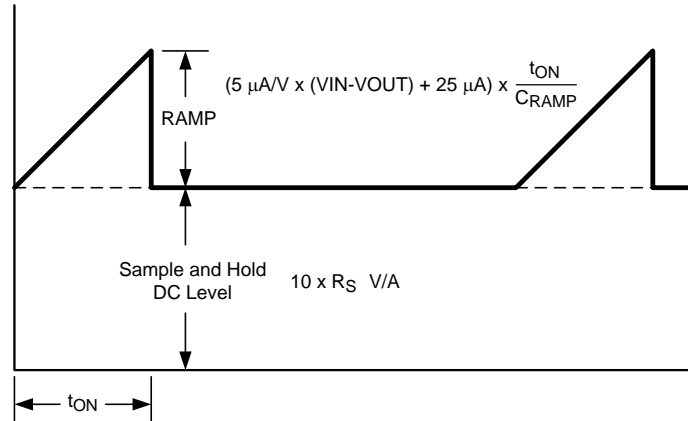 (5 μA/V x (VIN-VOUT) + 25 μA) x tON
CRAMP
RAMP
Sample and Hold
DC Level
10 x RS V/A
tON